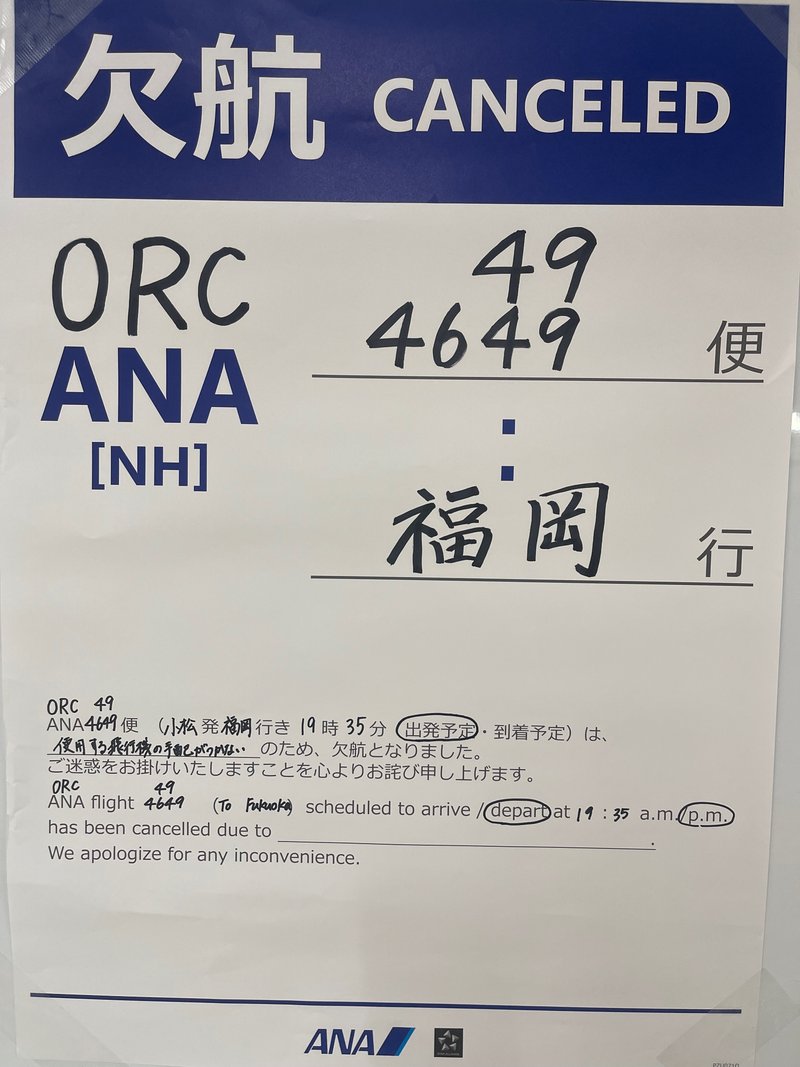 欠航 CANCELED
ORC 49
ANA 4649 便
[NH] :
福岡 行
ORC 49
ANA4649便 (小松発福岡行き 19時35分 (出発予定)・到着予定)は、
使用する飛行機の手配がつかない のため、欠航となりました。
ご迷惑をお掛けいたしますことを心よりお詫び申し上げます。
ORC 49
ANA flight 4649 (To Fukuoka) scheduled to arrive / depart at 19:35 a.m./p.m.
has been cancelled due to .
We apologize for any inconvenience.
ANA